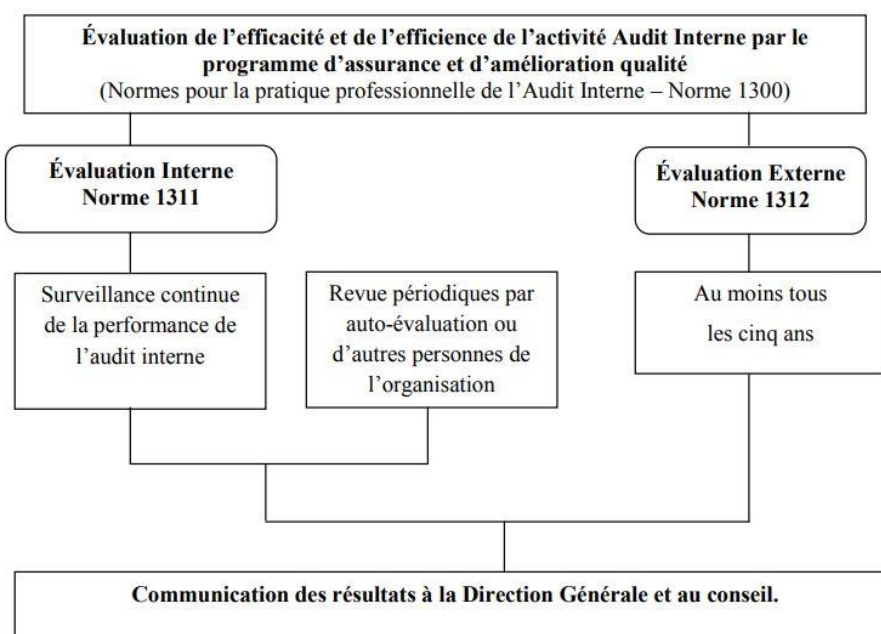 Évaluation de l’efficacité et de l’efficience de l’activité Audit Interne par le
programme d’assurance et d’amélioration qualité
(Normes pour la pratique professionnelle de l’Audit Interne – Norme 1300)
Évaluation Interne
Norme 1311
Évaluation Externe
Norme 1312
Surveillance continue
de la performance de
l’audit interne
Revue périodiques par
auto-évaluation ou
d’autres personnes de
l’organisation
Au moins tous
les cinq ans
Communication des résultats à la Direction Générale et au conseil.